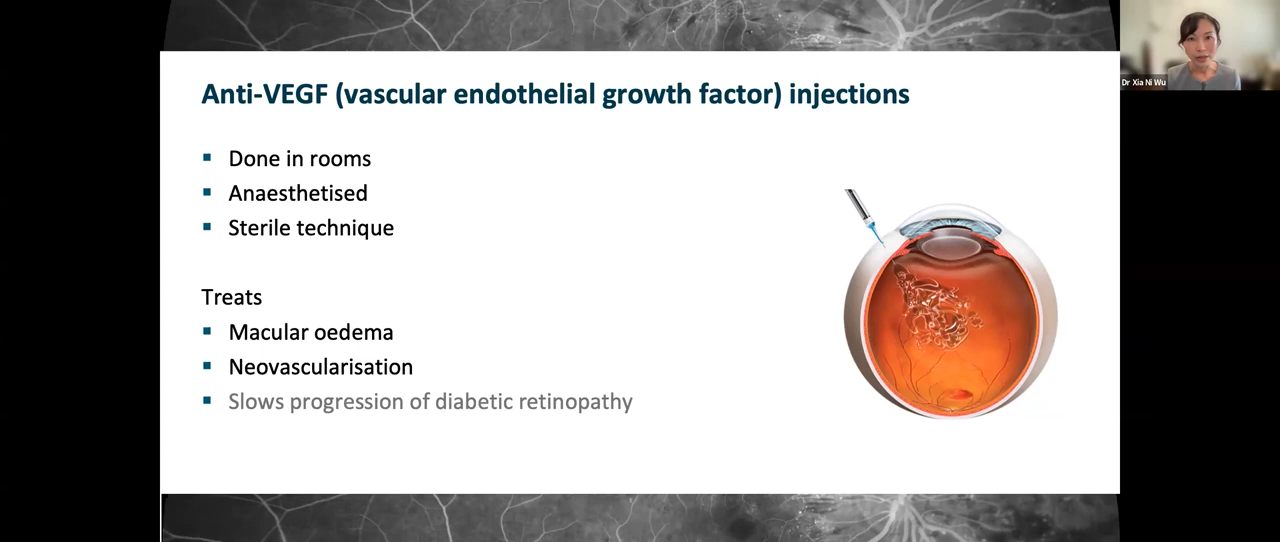 Anti-VEGF (vascular endothelial growth factor) injections
▪ Done in rooms
▪ Anaesthetised
▪ Sterile technique
Treats
▪ Macular oedema
▪ Neovascularisation
▪ Slows progression of diabetic retinopathy
Dr Xia Ni Wu